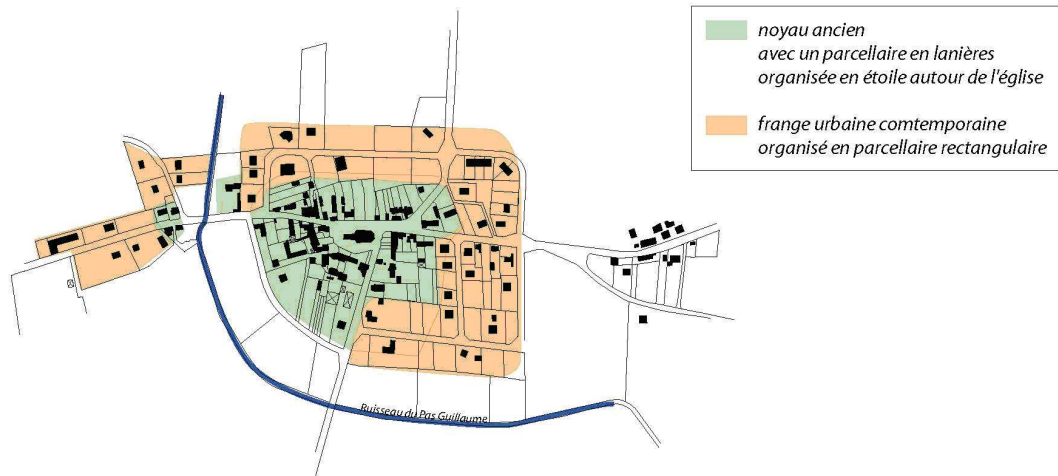 noyau ancien
avec un parcellaire en lanières
organisée en étoile autour de l'église
frange urbaine comtemporaine
organisé en parcellaire rectangulaire
Ruisseau du Pas Guillaume